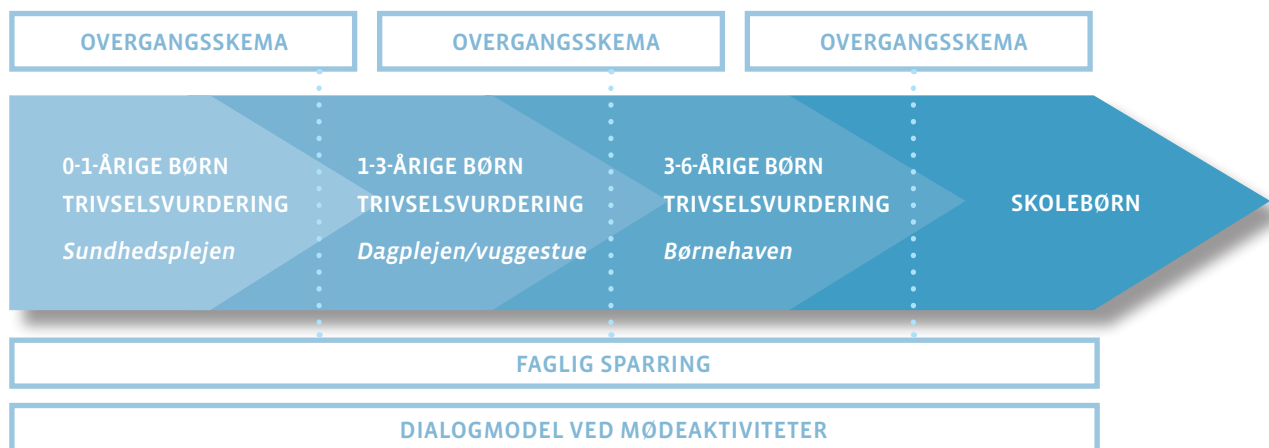 OVERGANGSSKEMA
OVERGANGSSKEMA
OVERGANGSSKEMA
0-1-ÅRIGE BØRN
TRIVSELSVURDERING
Sundhedsplejen
1-3-ÅRIGE BØRN
TRIVSELSVURDERING
Dagplejen/vuggestue
3-6-ÅRIGE BØRN
TRIVSELSVURDERING
Børnehaven
SKOLEBØRN
FAGLIG SPARRING
DIALOGMODEL VED MØDEAKTIVITETER